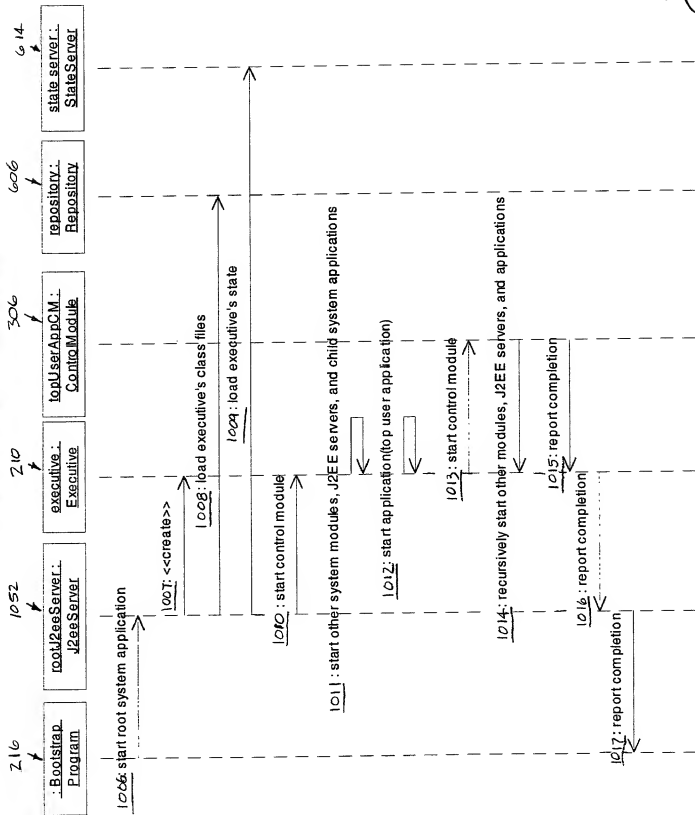 216
: Bootstrap
Program
1052
rootJ2eeServer :
J2eeServer
210
executive :
Executive
306
topUserAppCM :
ControlModule
606
repository :
Repository
614
state server :
StateServer
1006: start root system application
1007: <<create>>
1008: load executive's class files
1009: load executive's state
1010: start control module
1011: start other system modules, J2EE servers, and child system applications
1012: start application(top user application)
1013: start control module
1014: recursively start other modules, J2EE servers, and applications
1015: report completion
1016: report completion
1017: report completion